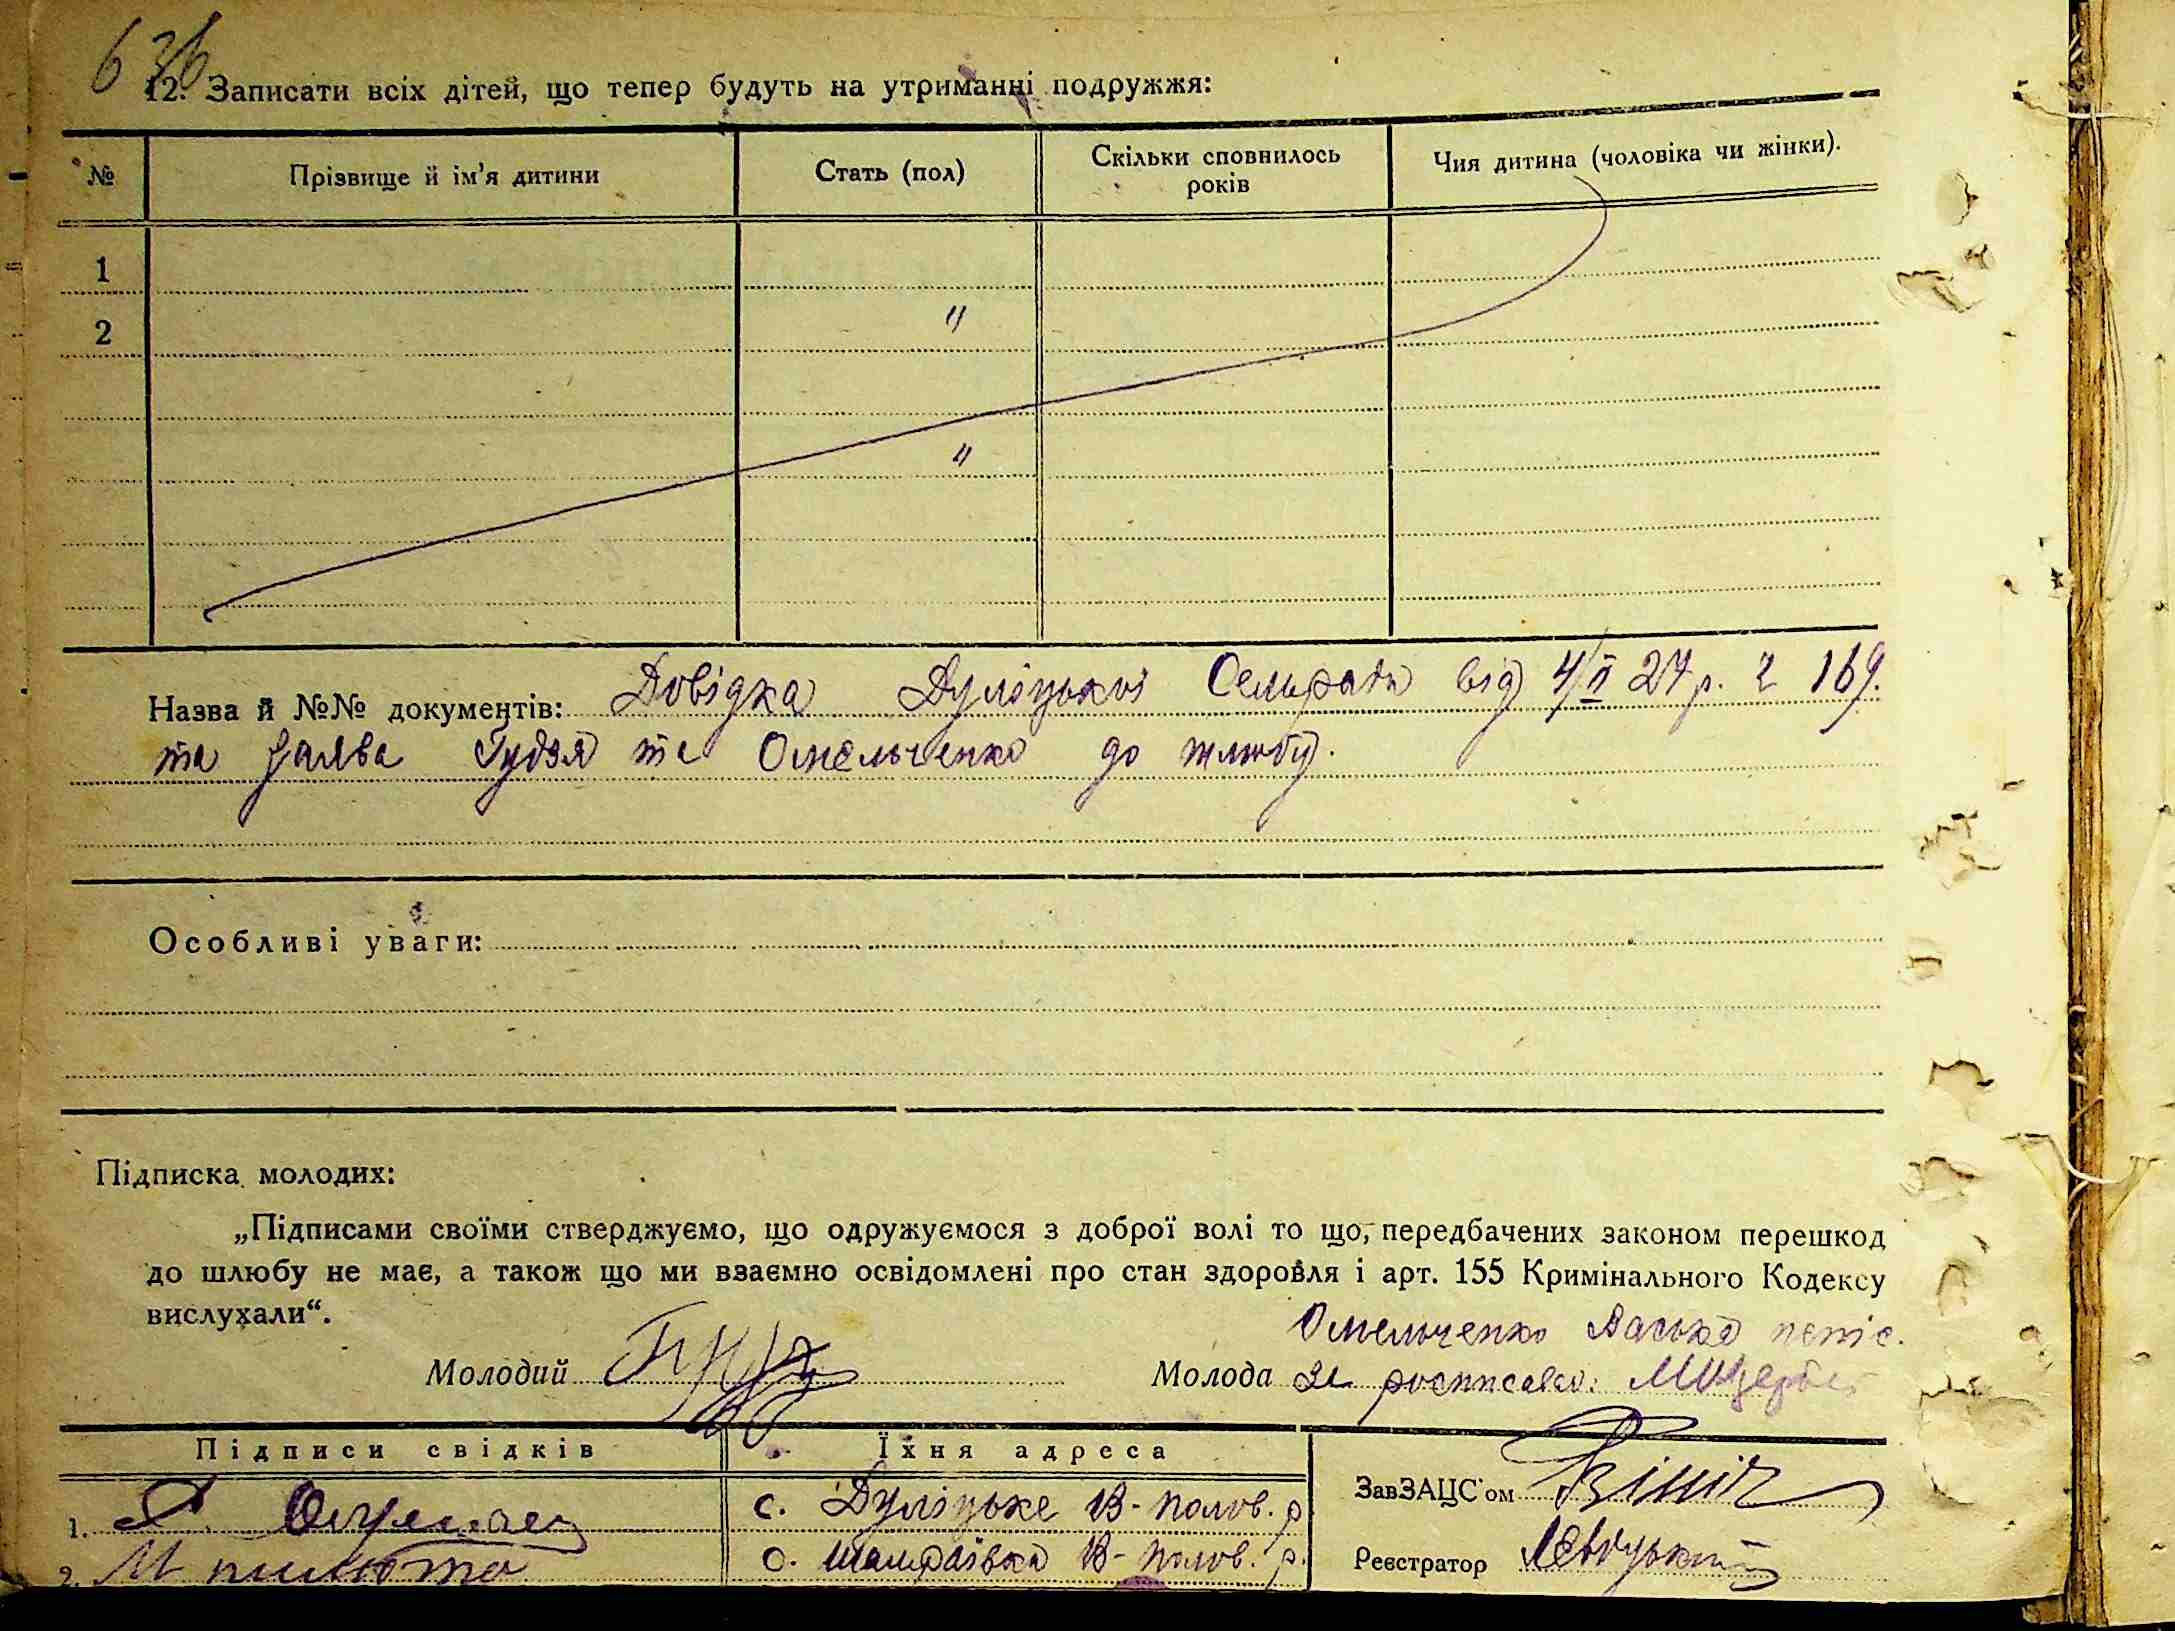 636
12. Записати всіх дітей, що тепер будуть на утриманні подружжя:
№ Прізвище й ім’я дитини Стать (пол) Скільки сповнилось років Чия дитина (чоловіка чи жінки).
1
2 "
"
Назва й №№ документів: Довідка Дулицької Сельради від 4/II 27 р. 169.
та заява Гудзя та Омельченко до шлюбу.
Особливі уваги:
Підписка молодих:
„Підписами своїми стверджуємо, що одружуємося з доброї волі то що, передбачених законом перешкод
до шлюбу не має, а також що ми взаємно освідомлені про стан здоровля і арт. 155 Кримінального Кодексу
вислухали“.
Омельченко
Молодий Молода
Підписи свідків Їхня адреса
1. с. Дуліцьке В-полов. р.
2. М с. Шамраївка В-полов. р.
ЗавЗАЦС’ом
Реєстратор